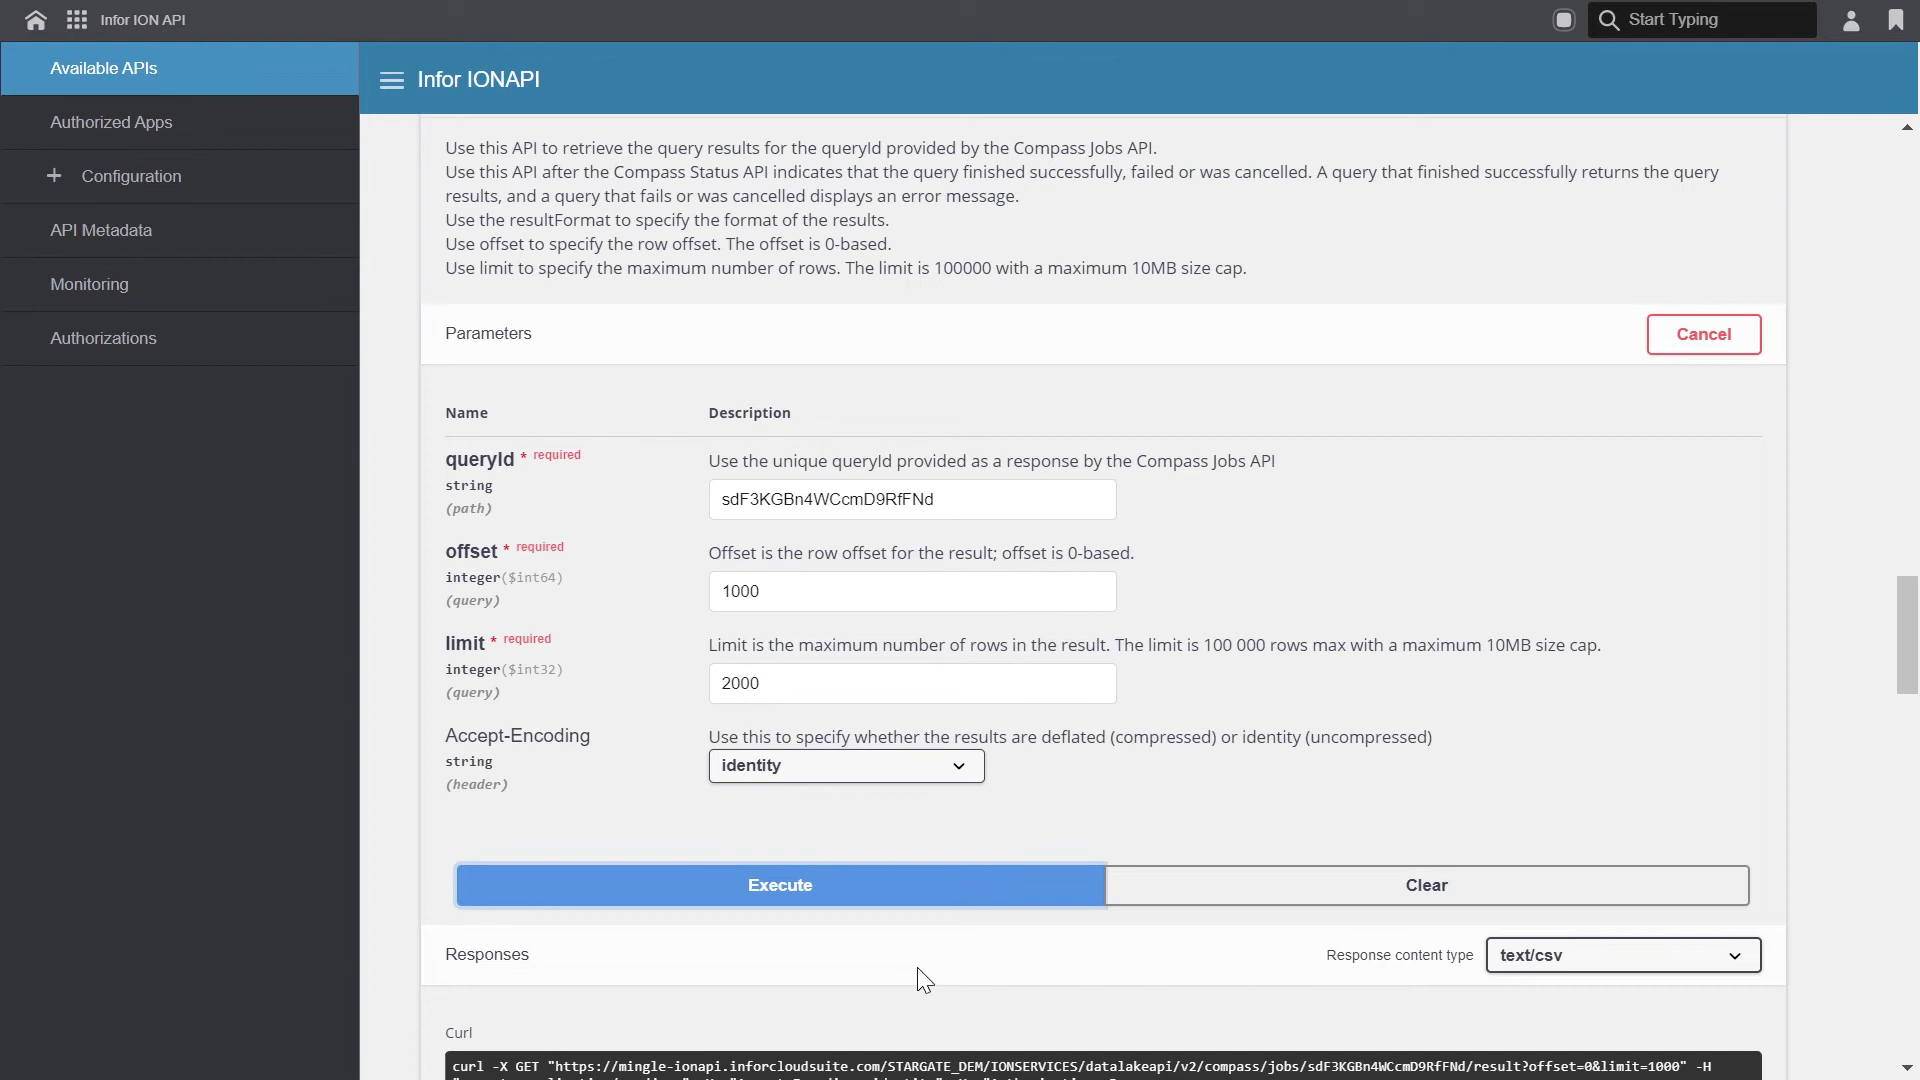 Infor ION API
Start Typing
Available APIs
Authorized Apps
Configuration
API Metadata
Monitoring
Authorizations
Infor IONAPI
Use this API to retrieve the query results for the queryId provided by the Compass Jobs API.
Use this API after the Compass Status API indicates that the query finished successfully, failed or was cancelled. A query that finished successfully returns the query
results, and a query that fails or was cancelled displays an error message.
Use the resultFormat to specify the format of the results.
Use offset to specify the row offset. The offset is 0-based.
Use limit to specify the maximum number of rows. The limit is 100000 with a maximum 10MB size cap.
Parameters
Cancel
Name Description
queryId * required
string
(path)
Use the unique queryId provided as a response by the Compass Jobs API
sdF3KGBn4WCcmD9RfFNd
offset * required
integer($int64)
(query)
Offset is the row offset for the result; offset is 0-based.
1000
limit * required
integer($int32)
(query)
Limit is the maximum number of rows in the result. The limit is 100 000 rows max with a maximum 10MB size cap.
2000
Accept-Encoding
string
(header)
Use this to specify whether the results are deflated (compressed) or identity (uncompressed)
identity
Execute
Clear
Responses
Response content type
text/csv
Curl
curl -X GET "https://mingle-ionapi.inforcloudsuite.com/STARGATE_DEM/IONSERVICES/datalakeapi/v2/compass/jobs/sdF3KGBn4WCcmD9RfFNd/result?offset=0&limit=1000" -H